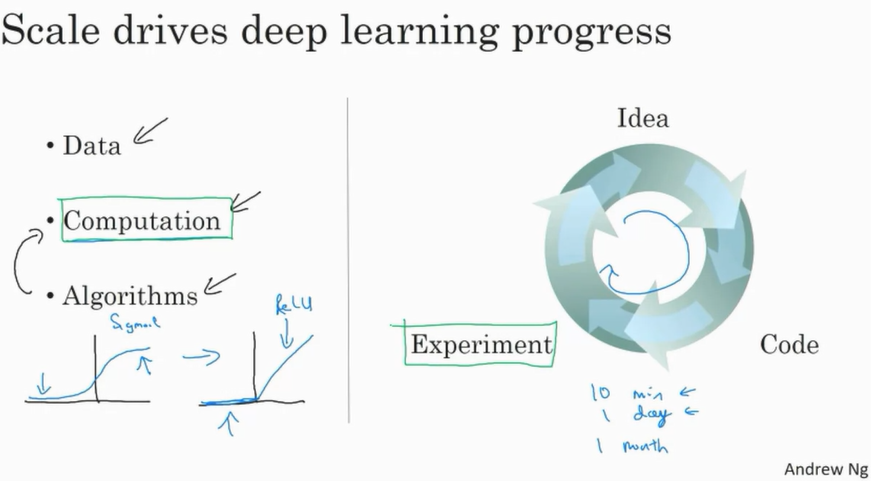 Scale drives deep learning progress
• Data
• Computation
• Algorithms
Sigmoid
ReLU
Idea
Experiment
Code
10 min
1 day
1 month
Andrew Ng